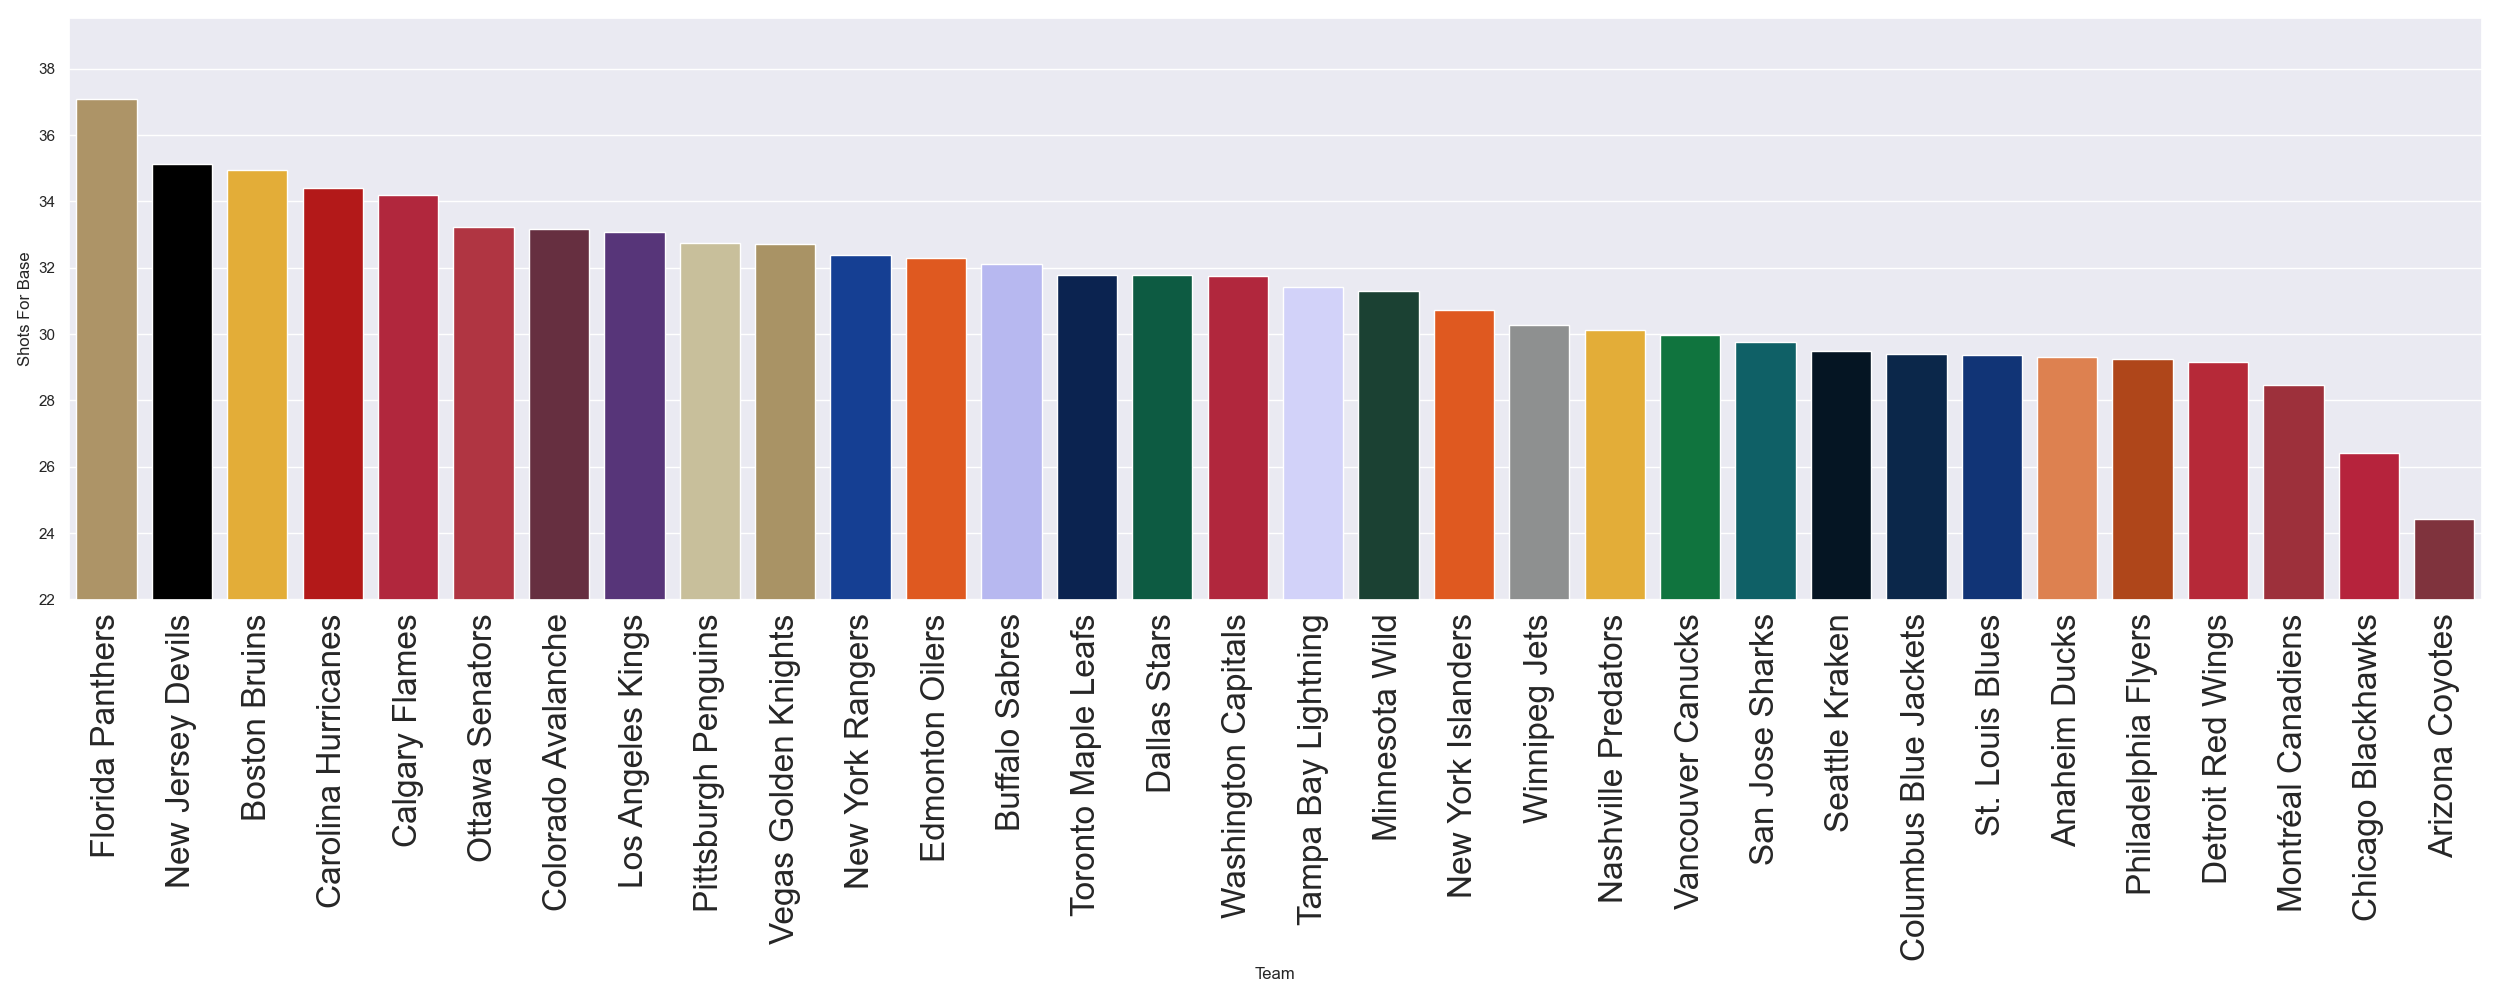 38
36
34
32
30
28
26
24
22
Shots For Base
Florida Panthers
New Jersey Devils
Boston Bruins
Carolina Hurricanes
Calgary Flames
Ottawa Senators
Colorado Avalanche
Los Angeles Kings
Pittsburgh Penguins
Vegas Golden Knights
New York Rangers
Edmonton Oilers
Buffalo Sabres
Toronto Maple Leafs
Dallas Stars
Washington Capitals
Tampa Bay Lightning
Minnesota Wild
New York Islanders
Winnipeg Jets
Nashville Predators
Vancouver Canucks
San Jose Sharks
Seattle Kraken
Columbus Blue Jackets
St. Louis Blues
Anaheim Ducks
Philadelphia Flyers
Detroit Red Wings
Montréal Canadiens
Chicago Blackhawks
Arizona Coyotes
Team